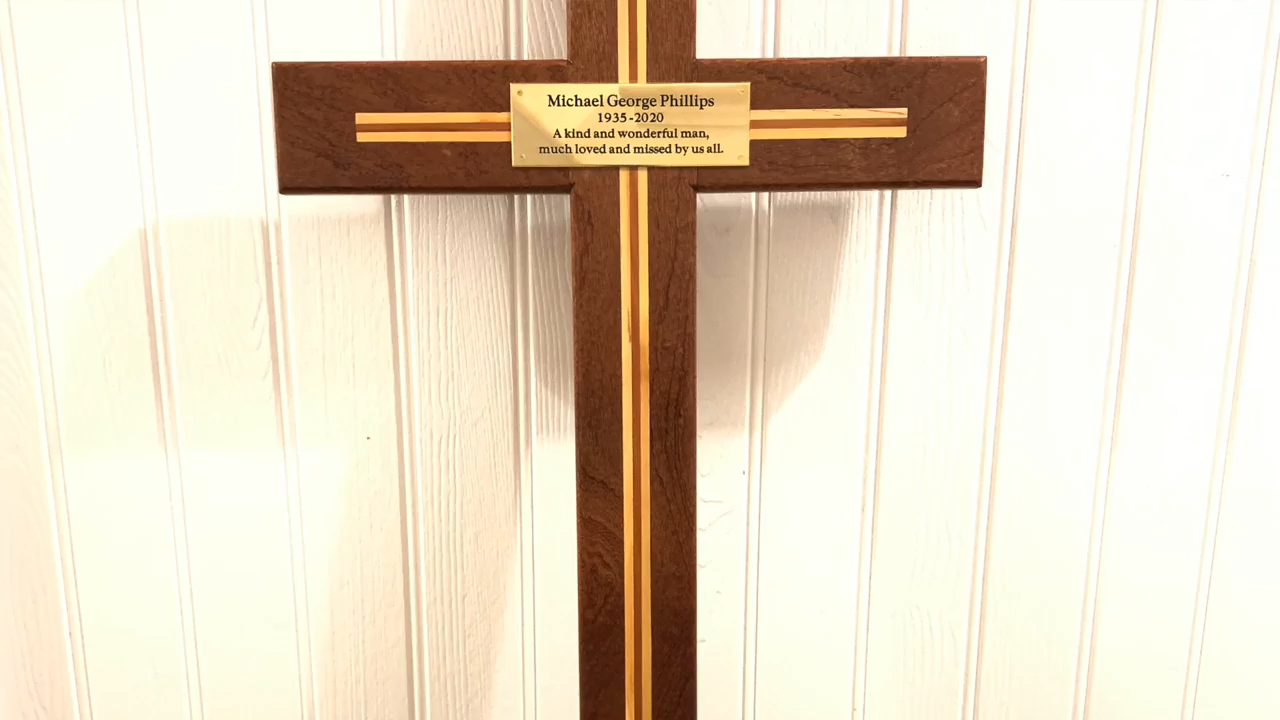 Michael George Phillips
1935-2020
A kind and wonderful man,
much loved and missed by us all.